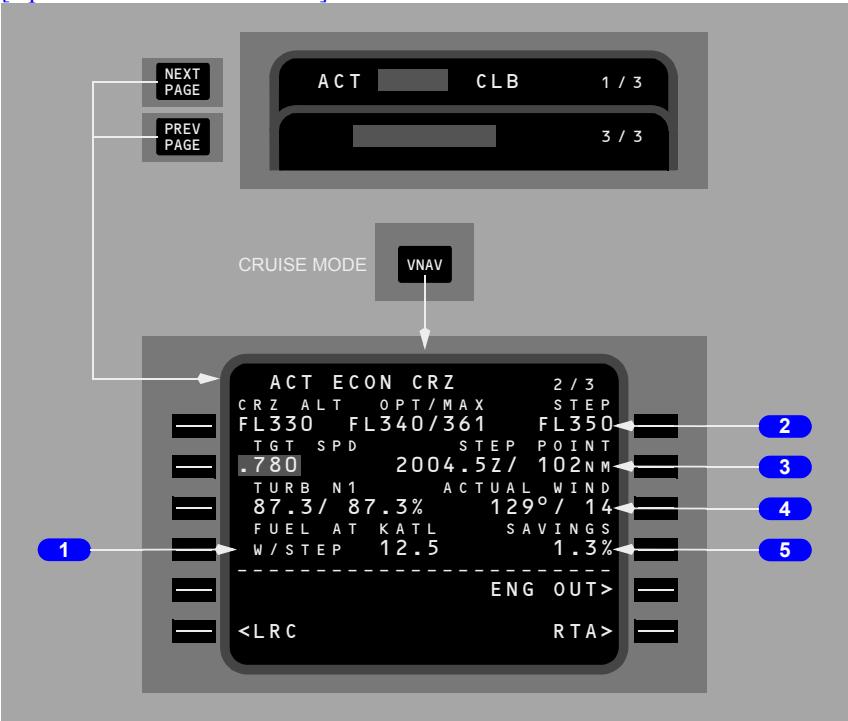 NEXT
PAGE
ACT CLB 1/3
PREV
PAGE
3/3
CRUISE MODE
VNAV
ACT ECON CRZ 2/3
CRZ ALT OPT/MAX STEP
FL330 FL340/361 FL350
2
TGT SPD STEP POINT
.780 2004.5Z/ 102NM
3
TURB N1 ACTUAL WIND
87.3/ 87.3% 129°/ 14
4
FUEL AT KATL SAVINGS
1
W/STEP 12.5 1.3%
5
--------------------------
ENG OUT>
<LRC RTA>